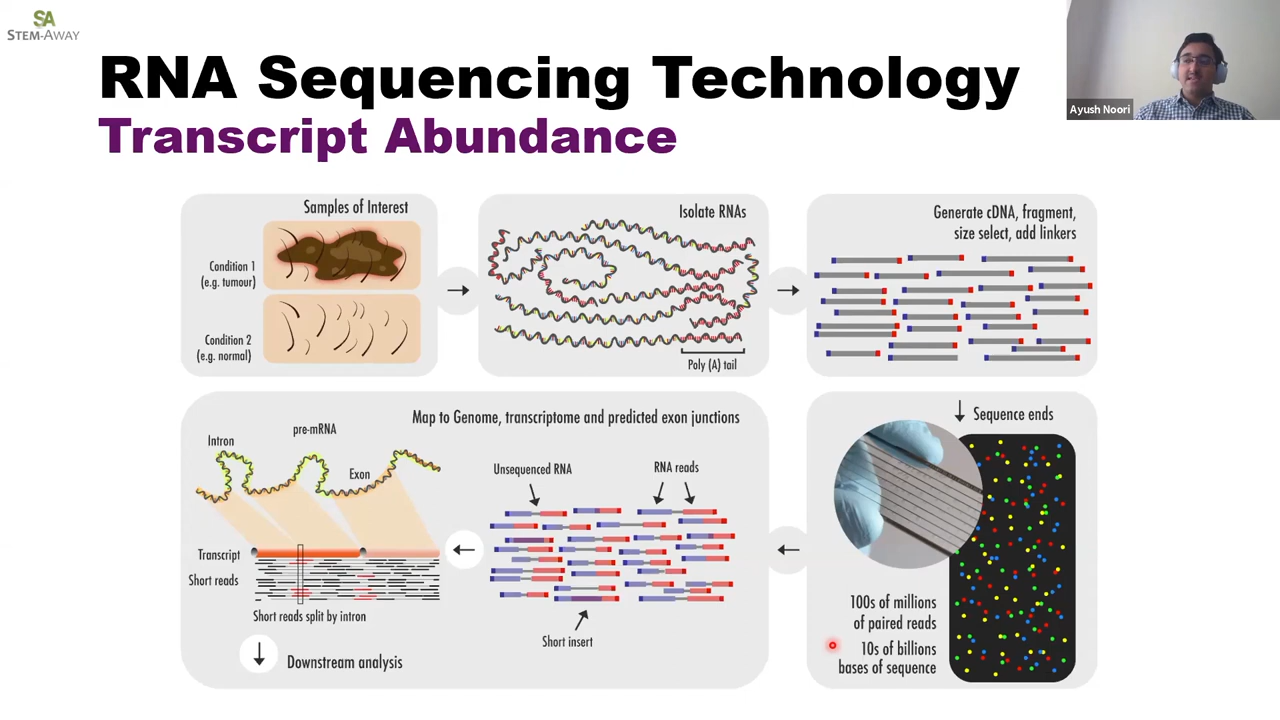 SA
STEM-AWAY
RNA Sequencing Technology
Transcript Abundance
Ayush Noori
Samples of Interest
Condition 1
(e.g. tumour)
Condition 2
(e.g. normal)
Isolate RNAs
Poly (A) tail
Generate cDNA, fragment,
size select, add linkers
Sequence ends
100s of millions
of paired reads
10s of billions
bases of sequence
Map to Genome, transcriptome and predicted exon junctions
Unsequenced RNA
RNA reads
Short insert
Intron
pre-mRNA
Exon
Transcript
Short reads
Short reads split by intron
Downstream analysis